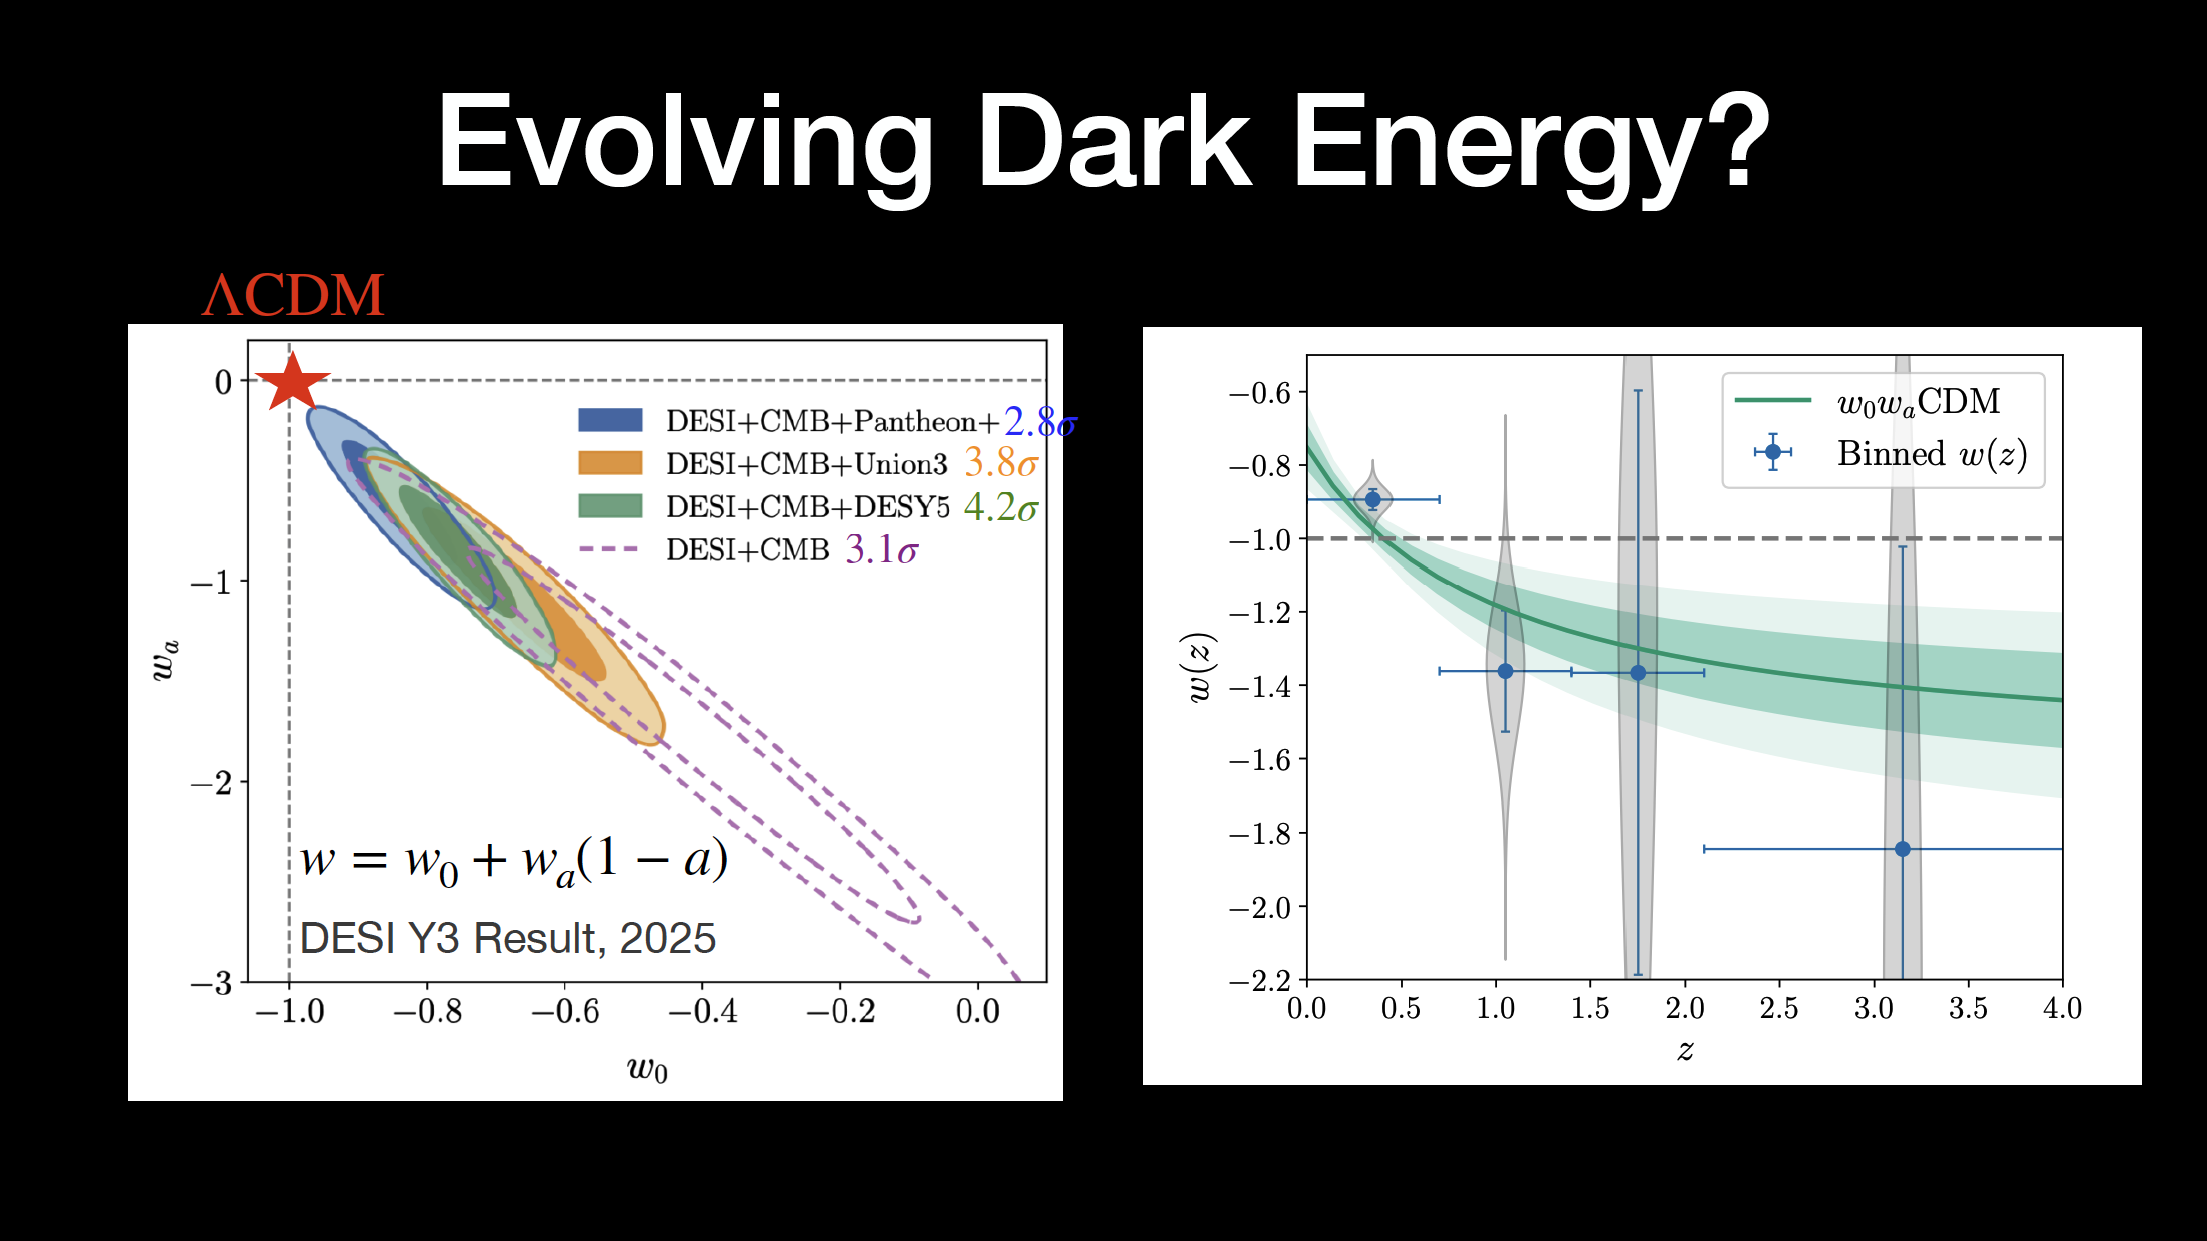 Evolving Dark Energy?
ΛCDM
0
−1
−2
−3
w_a
DESI+CMB+Pantheon+ 2.8σ
DESI+CMB+Union3 3.8σ
DESI+CMB+DESY5 4.2σ
DESI+CMB 3.1σ
w = w₀ + w_a(1 − a)
DESI Y3 Result, 2025
−1.0 −0.8 −0.6 −0.4 −0.2 0.0
w₀
−0.6
−0.8
−1.0
−1.2
−1.4
−1.6
−1.8
−2.0
−2.2
w(z)
w₀w_aCDM
Binned w(z)
0.0 0.5 1.0 1.5 2.0 2.5 3.0 3.5 4.0
z